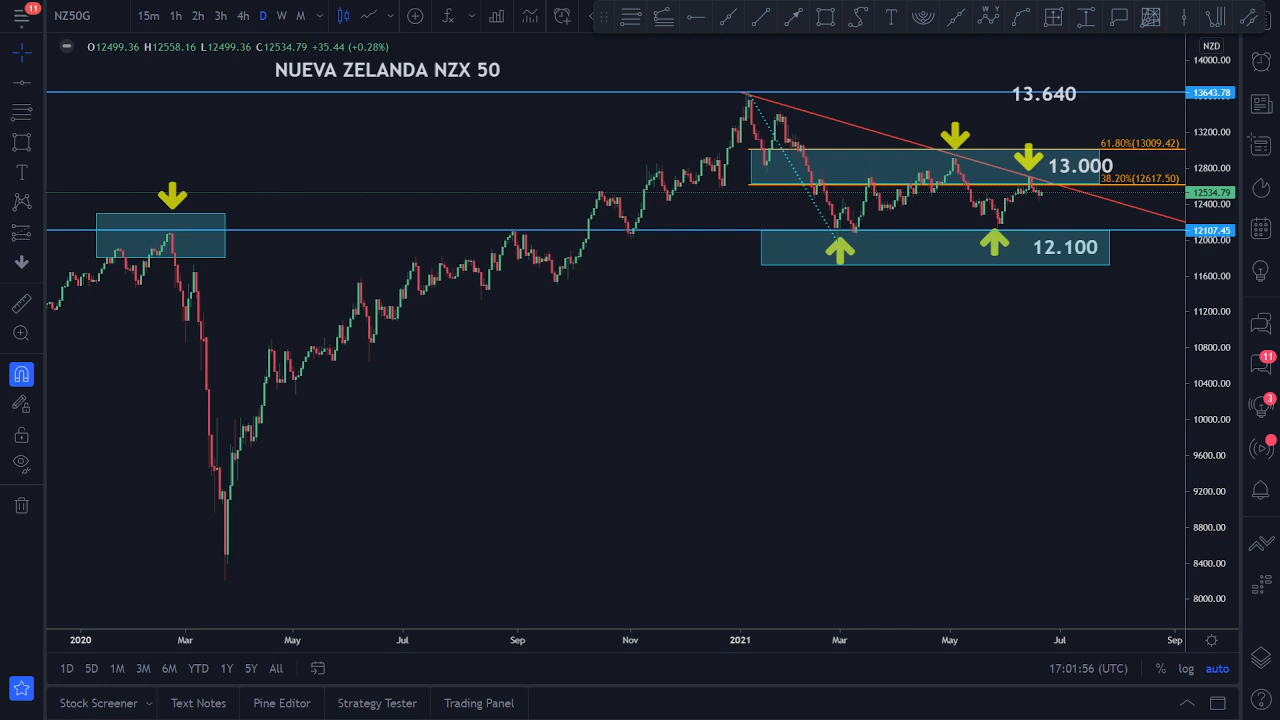 11
NZ50G
15m 1h 2h 3h 4h D W M
O12499.36 H12558.16 L12499.36 C12534.79 +35.44 (+0.28%)
NUEVA ZELANDA NZX 50
NZD
14000.00
13643.78
13.640
13200.00
61.80%(13009.42)
13.000
12800.00
38.20%(12617.50)
12534.79
12400.00
12107.45
12000.00
12.100
11600.00
11200.00
10800.00
10400.00
10000.00
9600.00
9200.00
8800.00
8400.00
8000.00
11
3
2020 Mar May Jul Sep Nov 2021 Mar May Jul Sep
1D 5D 1M 3M 6M YTD 1Y 5Y All
17:01:56 (UTC) % log auto
Stock Screener Text Notes Pine Editor Strategy Tester Trading Panel